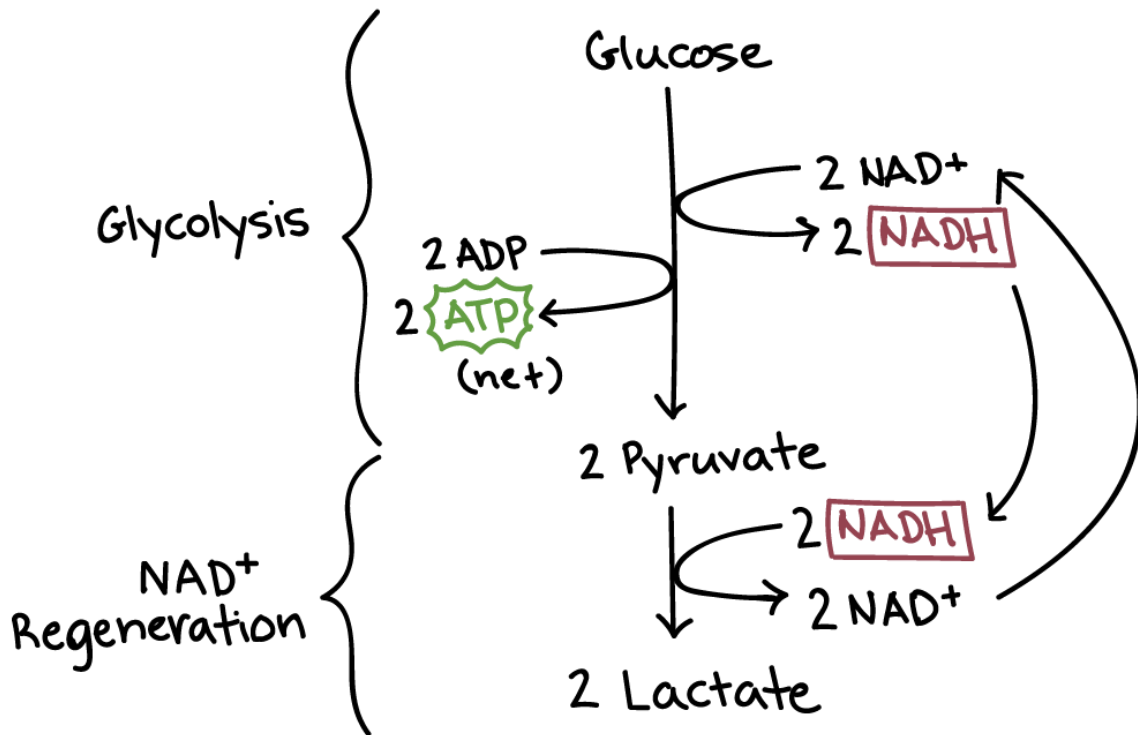 Glucose
2 NAD+
2 NADH
Glycolysis
2 ADP
2 ATP
(net)
2 Pyruvate
2 NADH
2 NAD+
NAD+
Regeneration
2 Lactate